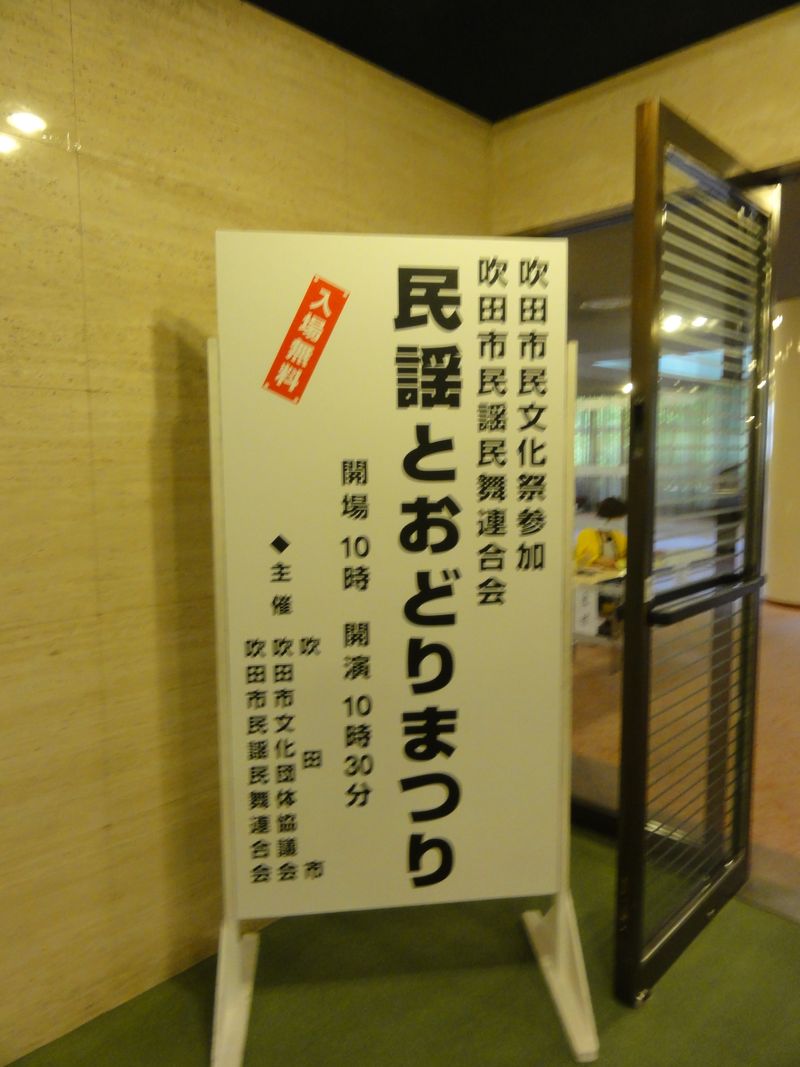 吹田市民文化祭参加
吹田市民謡民舞連合会
民謡とおどりまつり
開場 10時 開演 10時30分
入場無料
◆主催 吹田市
吹田市文化団体協議会
吹田市民謡民舞連合会